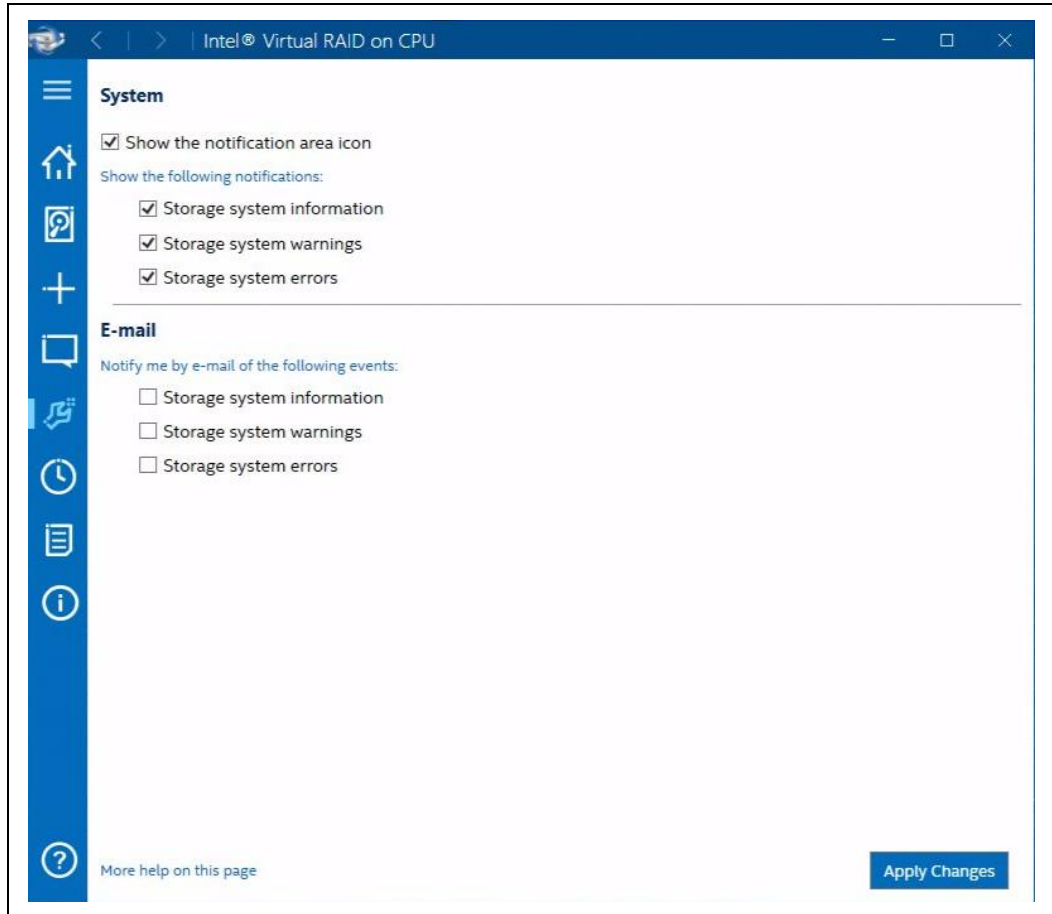 Intel® Virtual RAID on CPU
System
Show the notification area icon
Show the following notifications:
Storage system information
Storage system warnings
Storage system errors
E-mail
Notify me by e-mail of the following events:
Storage system information
Storage system warnings
Storage system errors
More help on this page
Apply Changes